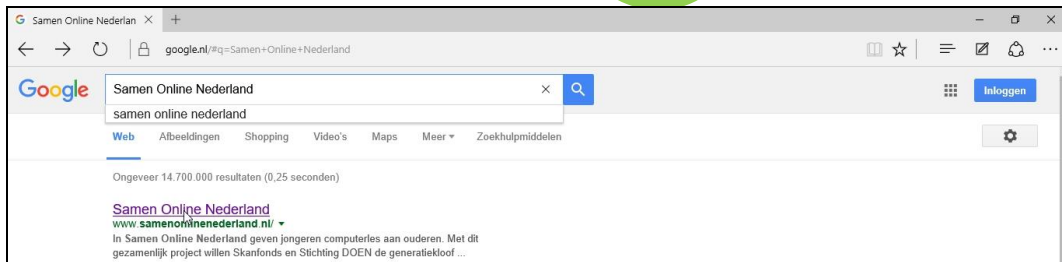 Samen Online Nederlan
google.nl/#q=Samen+Online+Nederland
Google Samen Online Nederland Inloggen
samen online nederland
Web Afbeeldingen Shopping Video's Maps Meer Zoekhulpmiddelen
Ongeveer 14.700.000 resultaten (0,25 seconden)
Samen Online Nederland
www.samenonlinenederland.nl/
In Samen Online Nederland geven jongeren computerles aan ouderen. Met dit
gezamenlijk project willen Skanfonds en Stichting DOEN de generatiekloof ...